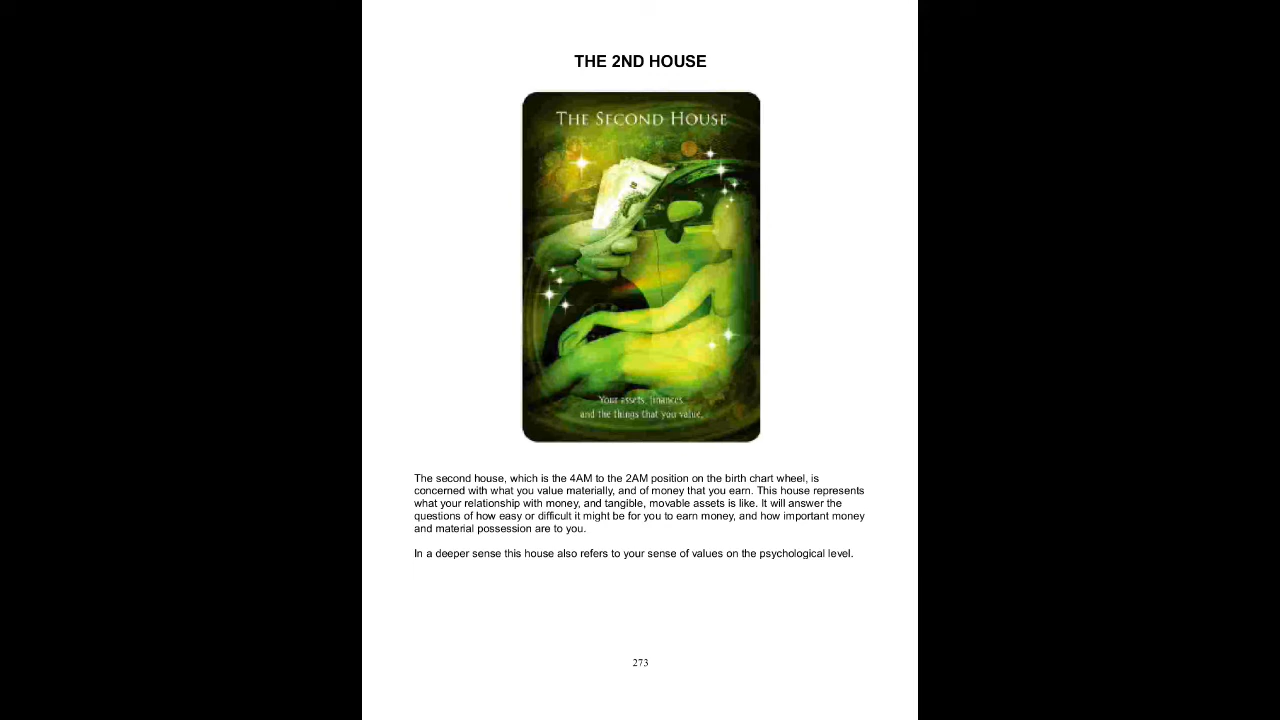 THE 2ND HOUSE
THE SECOND HOUSE
Your assets, finances
and the things that you value.
The second house, which is the 4AM to the 2AM position on the birth chart wheel, is
concerned with what you value materially, and of money that you earn. This house represents
what your relationship with money, and tangible, movable assets is like. It will answer the
questions of how easy or difficult it might be for you to earn money, and how important money
and material possession are to you.
In a deeper sense this house also refers to your sense of values on the psychological level.
273